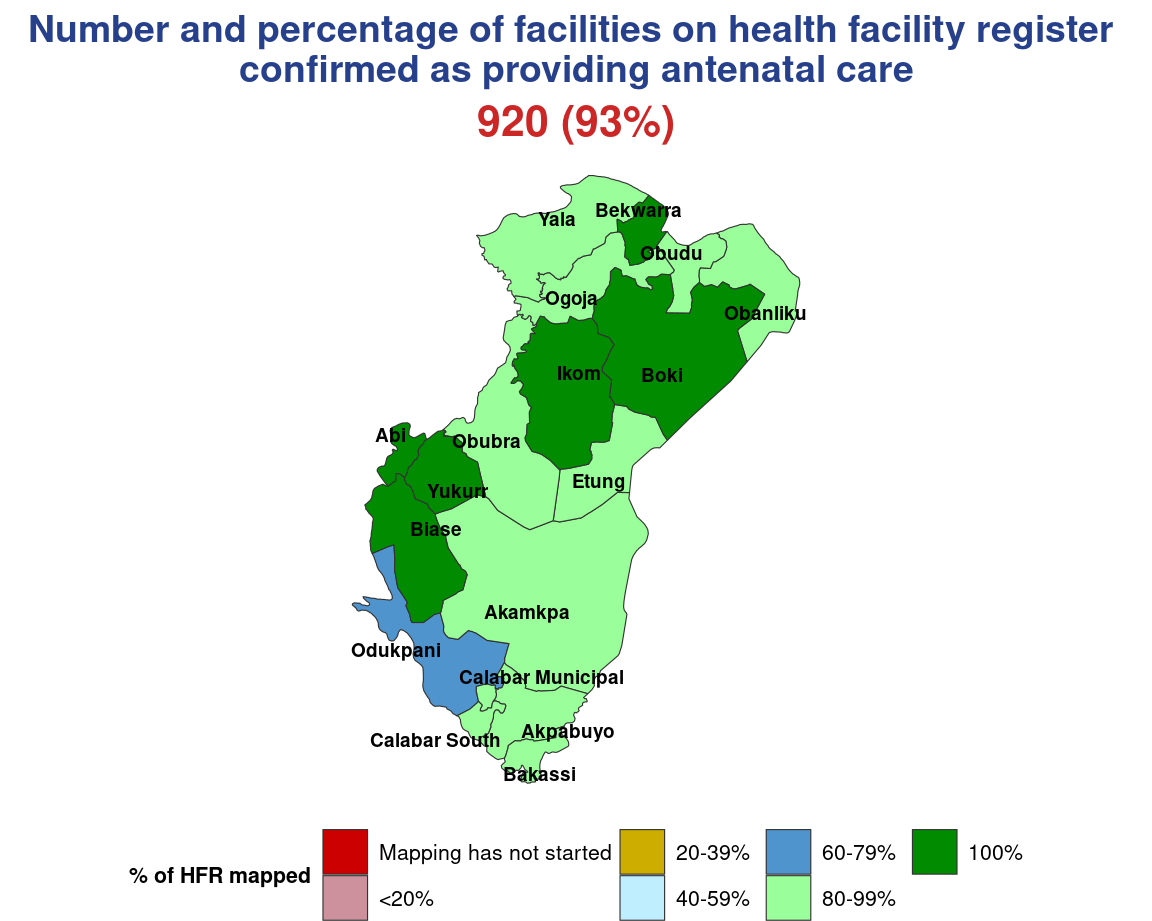 Number and percentage of facilities on health facility register
confirmed as providing antenatal care
920 (93%)
Bekwarra
Yala
Obudu
Ogoja
Obanliku
Ikom
Boki
Abi
Obubra
Etung
Yukurr
Biase
Akamkpa
Odukpani
Calabar Municipal
Akpabuyo
Calabar South
Bakassi
% of HFR mapped
Mapping has not started
<20%
20-39%
40-59%
60-79%
80-99%
100%